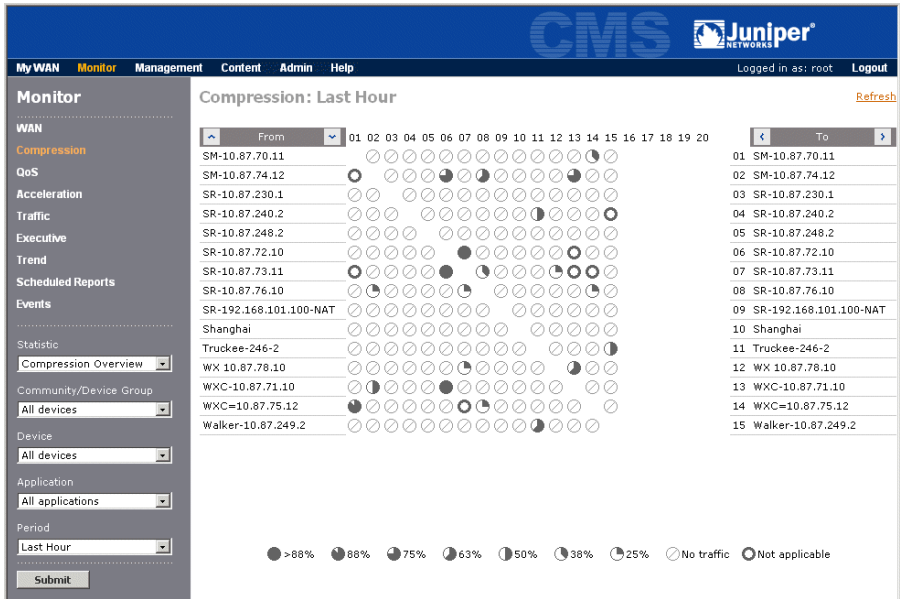 CMS
Juniper®
NETWORKS
My WAN Monitor Management Content Admin Help
Logged in as: root Logout
Monitor
WAN
Compression
QoS
Acceleration
Traffic
Executive
Trend
Scheduled Reports
Events
Statistic
Compression Overview
Community/Device Group
All devices
Device
All devices
Application
All applications
Period
Last Hour
Submit
Compression: Last Hour
Refresh
From 01 02 03 04 05 06 07 08 09 10 11 12 13 14 15 16 17 18 19 20
SM-10.87.70.11
SM-10.87.74.12
SR-10.87.230.1
SR-10.87.240.2
SR-10.87.248.2
SR-10.87.72.10
SR-10.87.73.11
SR-10.87.76.10
SR-192.168.101.100-NAT
Shanghai
Truckee-246-2
WX 10.87.78.10
WXC-10.87.71.10
WXC=10.87.75.12
Walker-10.87.249.2
To
01 SM-10.87.70.11
02 SM-10.87.74.12
03 SR-10.87.230.1
04 SR-10.87.240.2
05 SR-10.87.248.2
06 SR-10.87.72.10
07 SR-10.87.73.11
08 SR-10.87.76.10
09 SR-192.168.101.100-NAT
10 Shanghai
11 Truckee-246-2
12 WX 10.87.78.10
13 WXC-10.87.71.10
14 WXC=10.87.75.12
15 Walker-10.87.249.2
>88% 88% 75% 63% 50% 38% 25% No traffic Not applicable